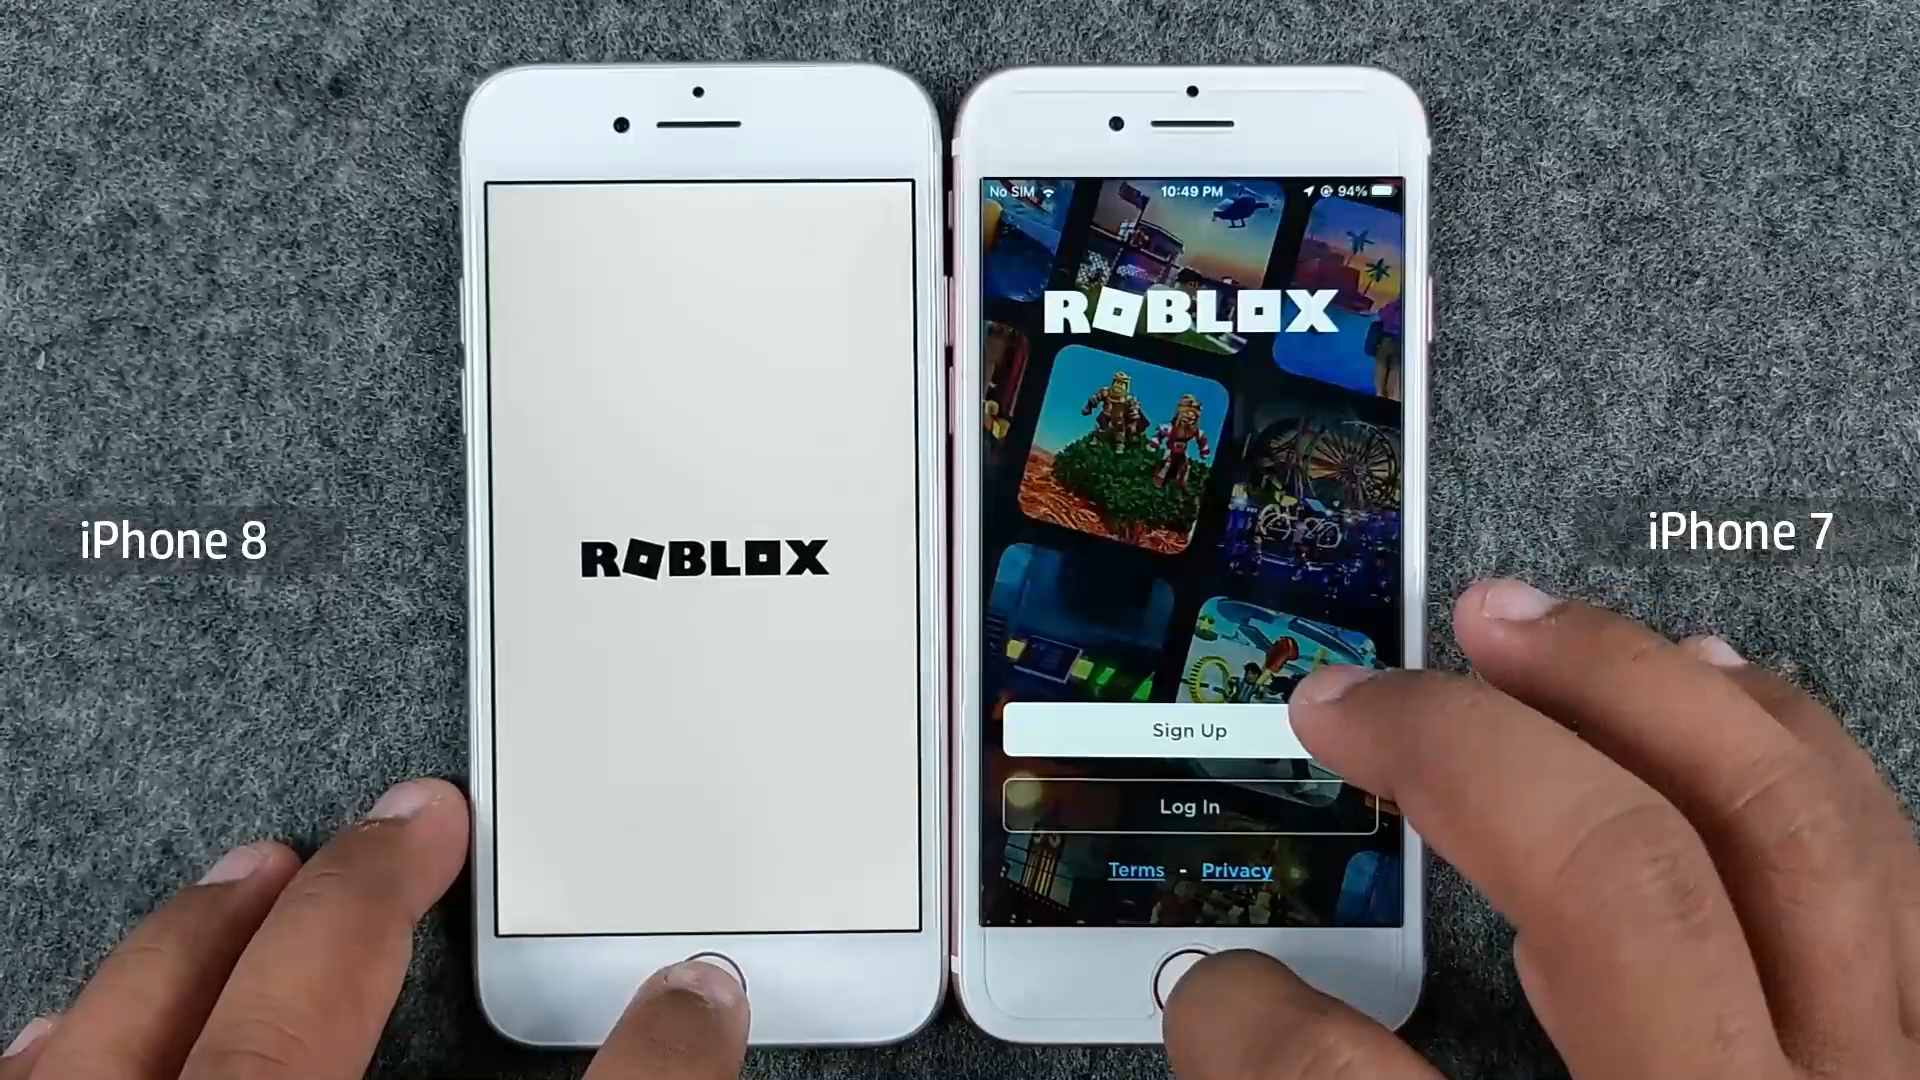 No SIM 10:49 PM 94%
ROBLOX
iPhone 8
ROBLOX
iPhone 7
Sign Up
Log In
Terms - Privacy